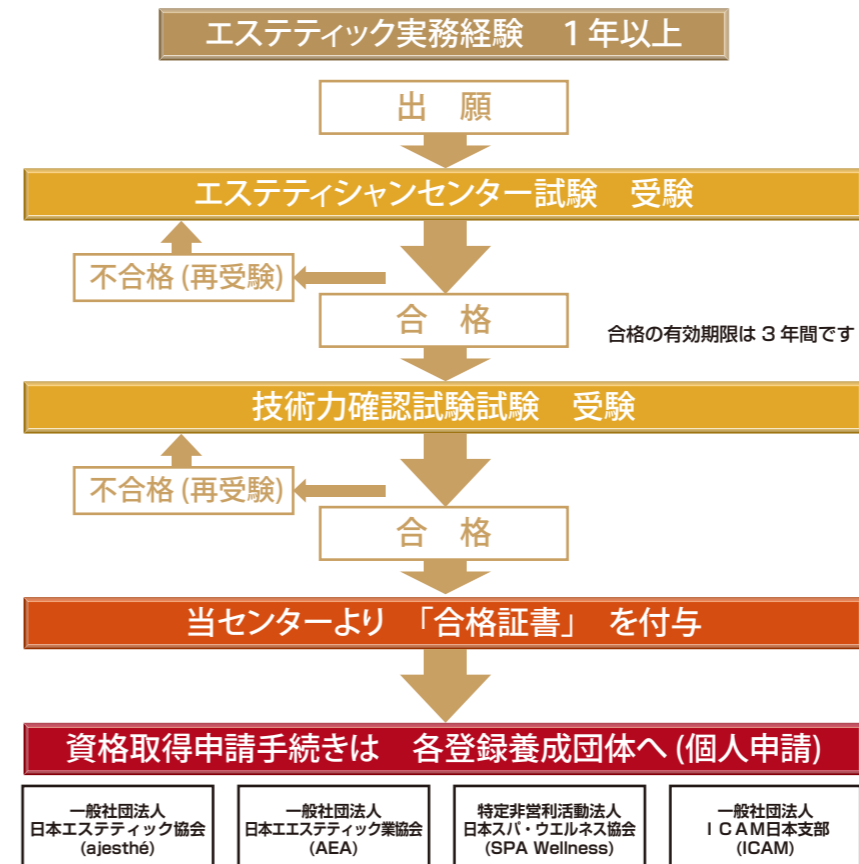 エステティック実務経験　1年以上
出　願
エステティシャンセンター試験　受験
不合格(再受験)
合　格
合格の有効期限は3年間です
技術力確認試験試験　受験
不合格(再受験)
合　格
当センターより 「合格証書」 を付与
資格取得申請手続きは　各登録養成団体へ(個人申請)
一般社団法人
日本エステティック協会
(ajesthé)
一般社団法人
日本エエステティック業協会
(AEA)
特定非営利活動法人
日本スパ・ウエルネス協会
(SPA Wellness)
一般社団法人
ＩＣＡＭ日本支部
(ICAM)